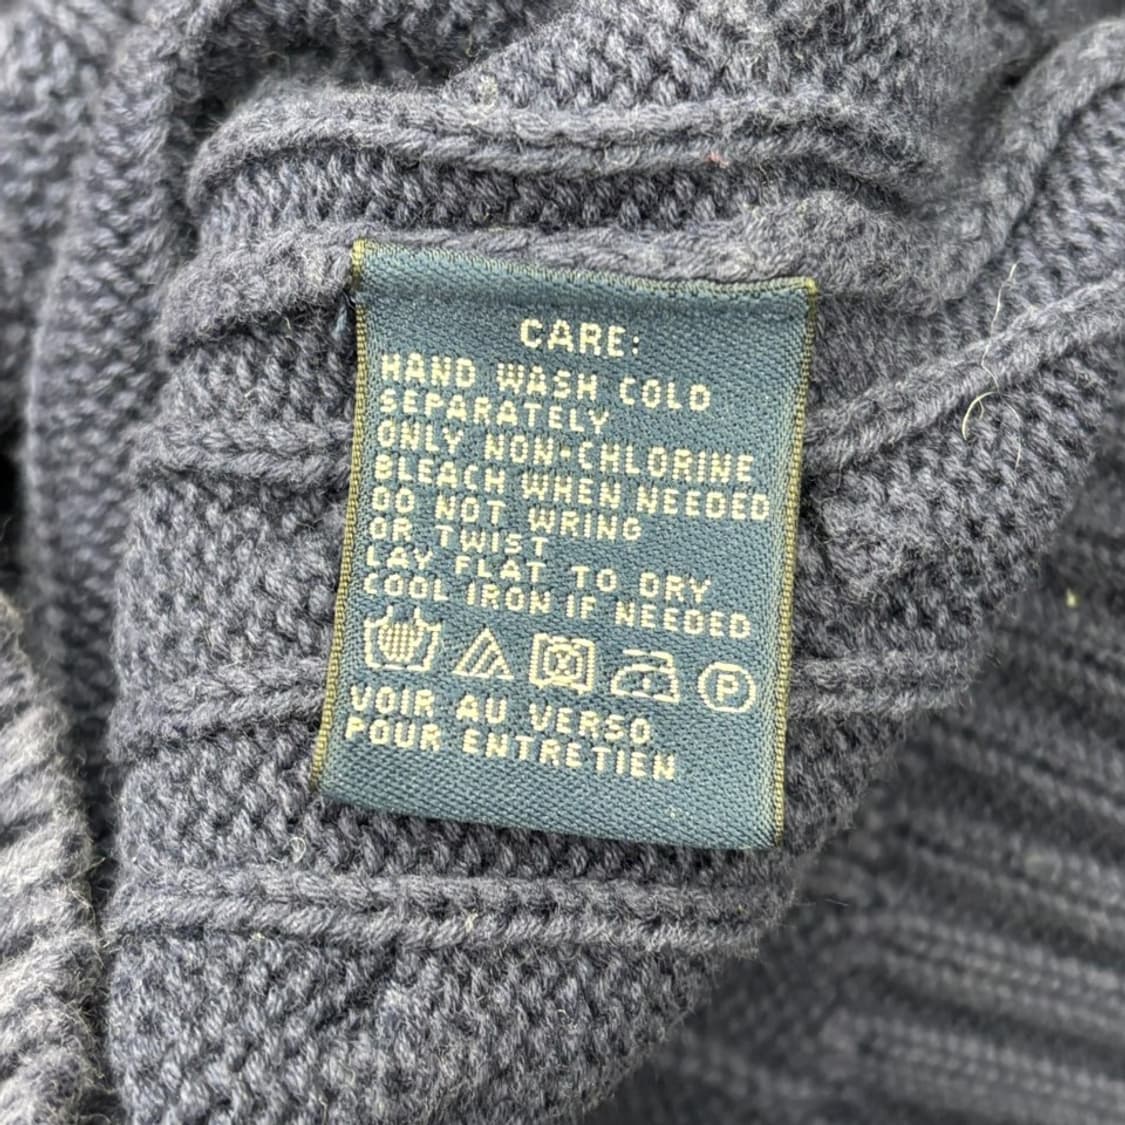 CARE:
HAND WASH COLD
SEPARATELY
ONLY NON-CHLORINE
BLEACH WHEN NEEDED
DO NOT WRING
OR TWIST
LAY FLAT TO DRY
COOL IRON IF NEEDED
P
VOIR AU VERSO
POUR ENTRETIEN